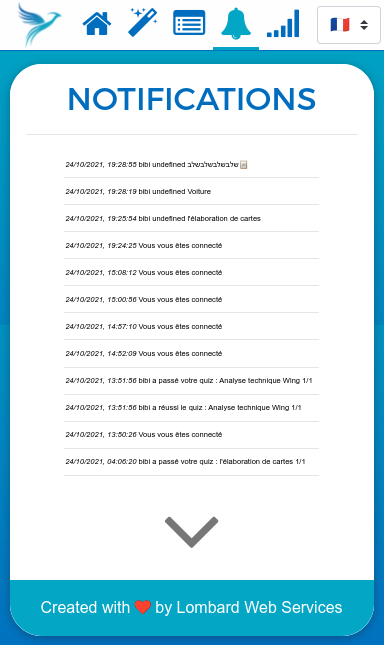 NOTIFICATIONS
24/10/2021, 19:28:55 bibi undefined שלבשלבשלבשלב
24/10/2021, 19:28:19 bibi undefined Voiture
24/10/2021, 19:25:54 bibi undefined l'élaboration de cartes
24/10/2021, 19:24:25 Vous vous êtes connecté
24/10/2021, 15:08:12 Vous vous êtes connecté
24/10/2021, 15:00:56 Vous vous êtes connecté
24/10/2021, 14:57:10 Vous vous êtes connecté
24/10/2021, 14:52:09 Vous vous êtes connecté
24/10/2021, 13:51:56 bibi a passé votre quiz : Analyse technique Wing 1/1
24/10/2021, 13:51:56 bibi a réussi le quiz : Analyse technique Wing 1/1
24/10/2021, 13:50:26 Vous vous êtes connecté
24/10/2021, 04:06:20 bibi a passé votre quiz : l'élaboration de cartes 1/1
Created with ❤️ by Lombard Web Services